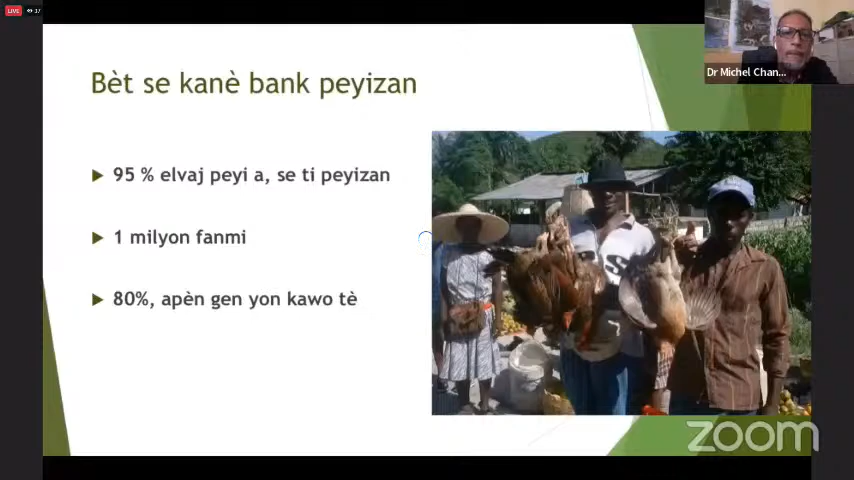 LIVE 37
Dr Michel Chan...
Bèt se kanè bank peyizan
95 % elvaj peyi a, se ti peyizan
1 milyon fanmi
80%, apèn gen yon kawo tè
S
zoom